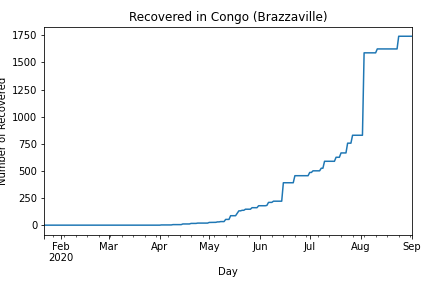 Recovered in Congo (Brazzaville)
Number of Recovered
1750
1500
1250
1000
750
500
250
0
Feb Mar Apr May Jun Jul Aug Sep
2020
Day